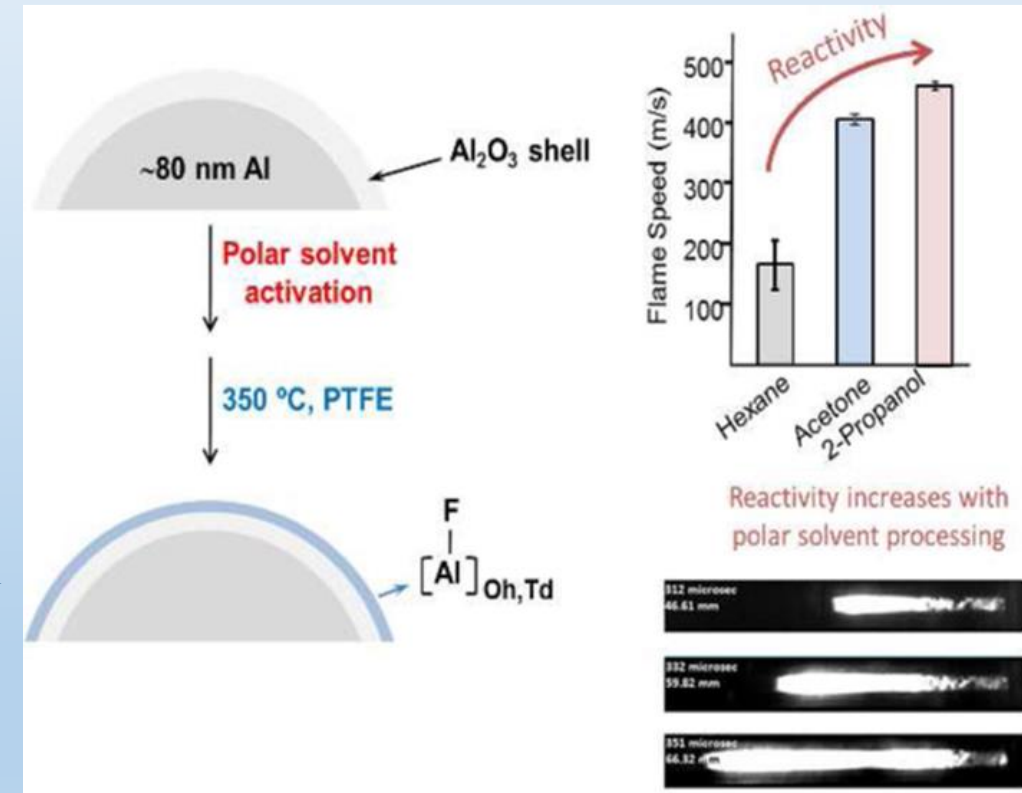 ~80 nm Al
Al₂O₃ shell
Polar solvent
activation
350 ºC, PTFE
F
[Al]Oh,Td
Reactivity
Flame Speed (m/s)
500
400
300
200
100
Hexane
Acetone
2-Propanol
Reactivity increases with
polar solvent processing
312 microsec
46.61 mm
332 microsec
59.82 mm
351 microsec
66.32 mm